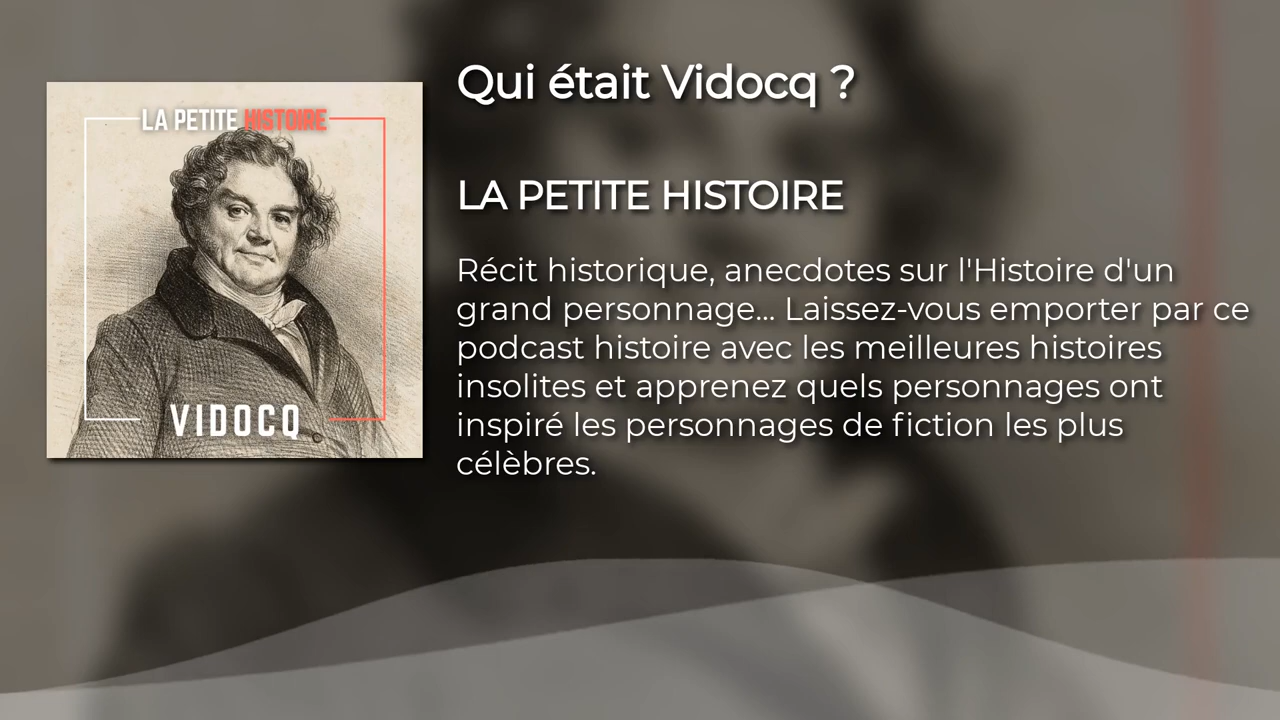 LA PETITE HISTOIRE
VIDOCQ
Qui était Vidocq ?
LA PETITE HISTOIRE
Récit historique, anecdotes sur l'Histoire d'un
grand personnage... Laissez-vous emporter par ce
podcast histoire avec les meilleures histoires
insolites et apprenez quels personnages ont
inspiré les personnages de fiction les plus
célèbres.